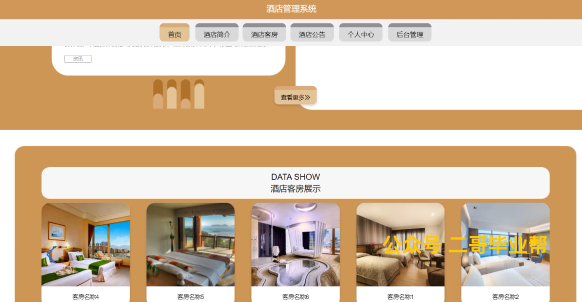 酒店管理系统
首页 酒店简介 酒店客房 酒店公告 个人中心 后台管理
查看更多
DATA SHOW
酒店客房展示
公众号 二哥毕业帮
客房名称4 客房名称5 客房名称6 客房名称1 客房名称2